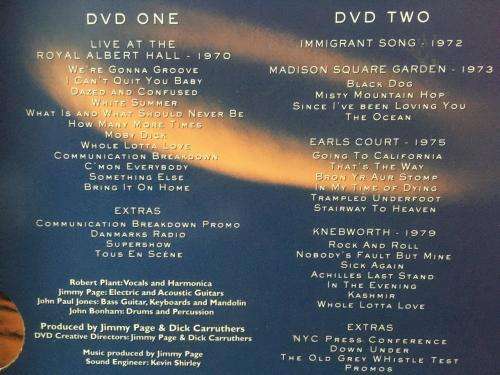 DVD ONE
LIVE AT THE
ROYAL ALBERT HALL - 1970
WE'RE GONNA GROOVE
I CAN'T QUIT YOU BABY
DAZED AND CONFUSED
WHITE SUMMER
WHAT IS AND WHAT SHOULD NEVER BE
HOW MANY MORE TIMES
MOBY DICK
WHOLE LOTTA LOVE
COMMUNICATION BREAKDOWN
C'MON EVERYBODY
SOMETHING ELSE
BRING IT ON HOME
EXTRAS
COMMUNICATION BREAKDOWN PROMO
DANMARKS RADIO
SUPERSHOW
TOUS EN SCÈNE
Robert Plant: Vocals and Harmonica
Jimmy Page: Electric and Acoustic Guitars
John Paul Jones: Bass Guitar, Keyboards and Mandolin
John Bonham: Drums and Percussion
Produced by Jimmy Page & Dick Carruthers
DVD Creative Directors: Jimmy Page & Dick Carruthers
Music produced by Jimmy Page
Sound Engineer: Kevin Shirley
DVD TWO
IMMIGRANT SONG - 1972
MADISON SQUARE GARDEN - 1973
BLACK DOG
MISTY MOUNTAIN HOP
SINCE I'VE BEEN LOVING YOU
THE OCEAN
EARLS COURT - 1975
GOING TO CALIFORNIA
THAT'S THE WAY
BRON YR AUR STOMP
IN MY TIME OF DYING
TRAMPLED UNDERFOOT
STAIRWAY TO HEAVEN
KNEBWORTH - 1979
ROCK AND ROLL
NOBODY'S FAULT BUT MINE
SICK AGAIN
ACHILLES LAST STAND
IN THE EVENING
KASHMIR
WHOLE LOTTA LOVE
EXTRAS
NYC PRESS CONFERENCE
DOWN UNDER
THE OLD GREY WHISTLE TEST
PROMOS